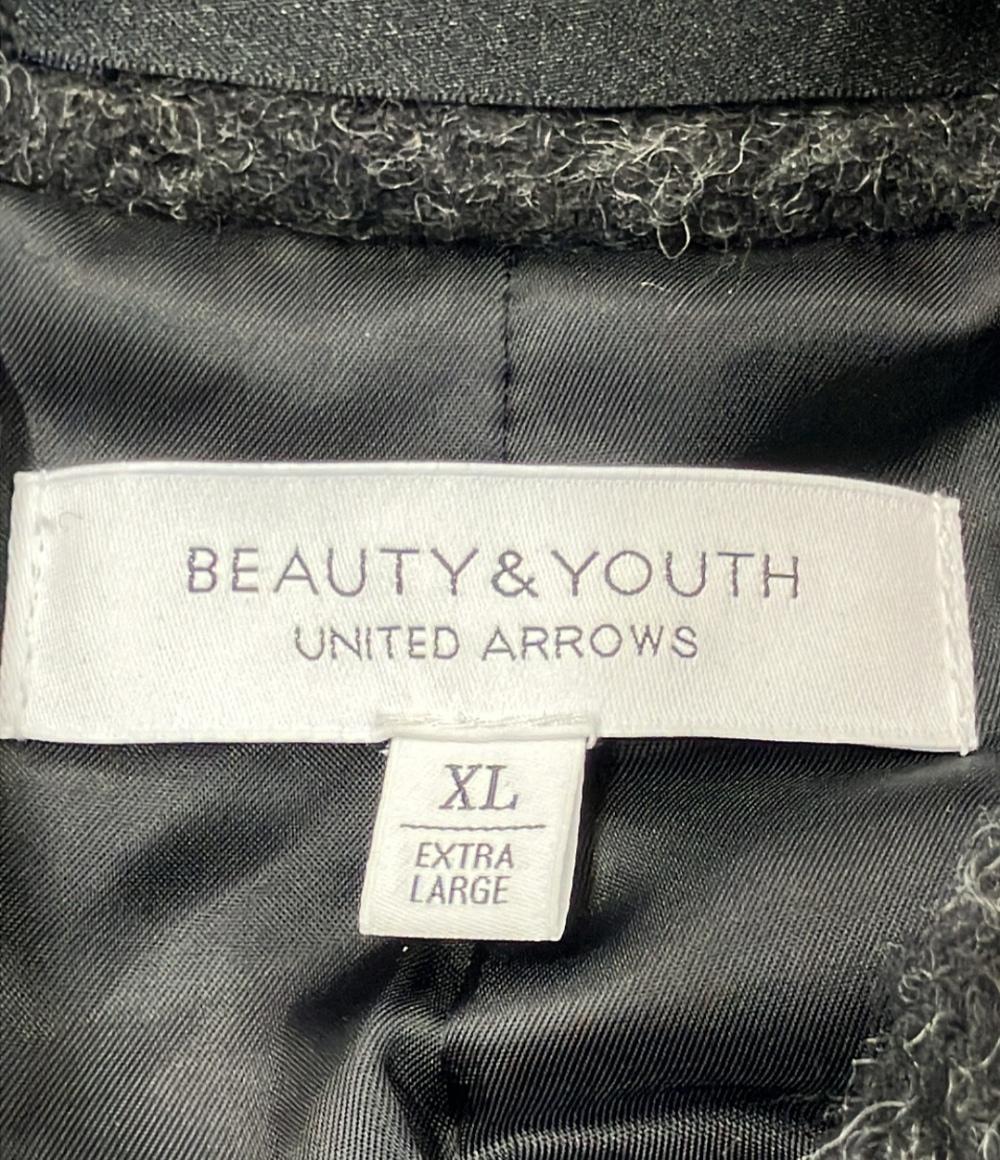 BEAUTY&YOUTH
UNITED ARROWS
XL
EXTRA
LARGE